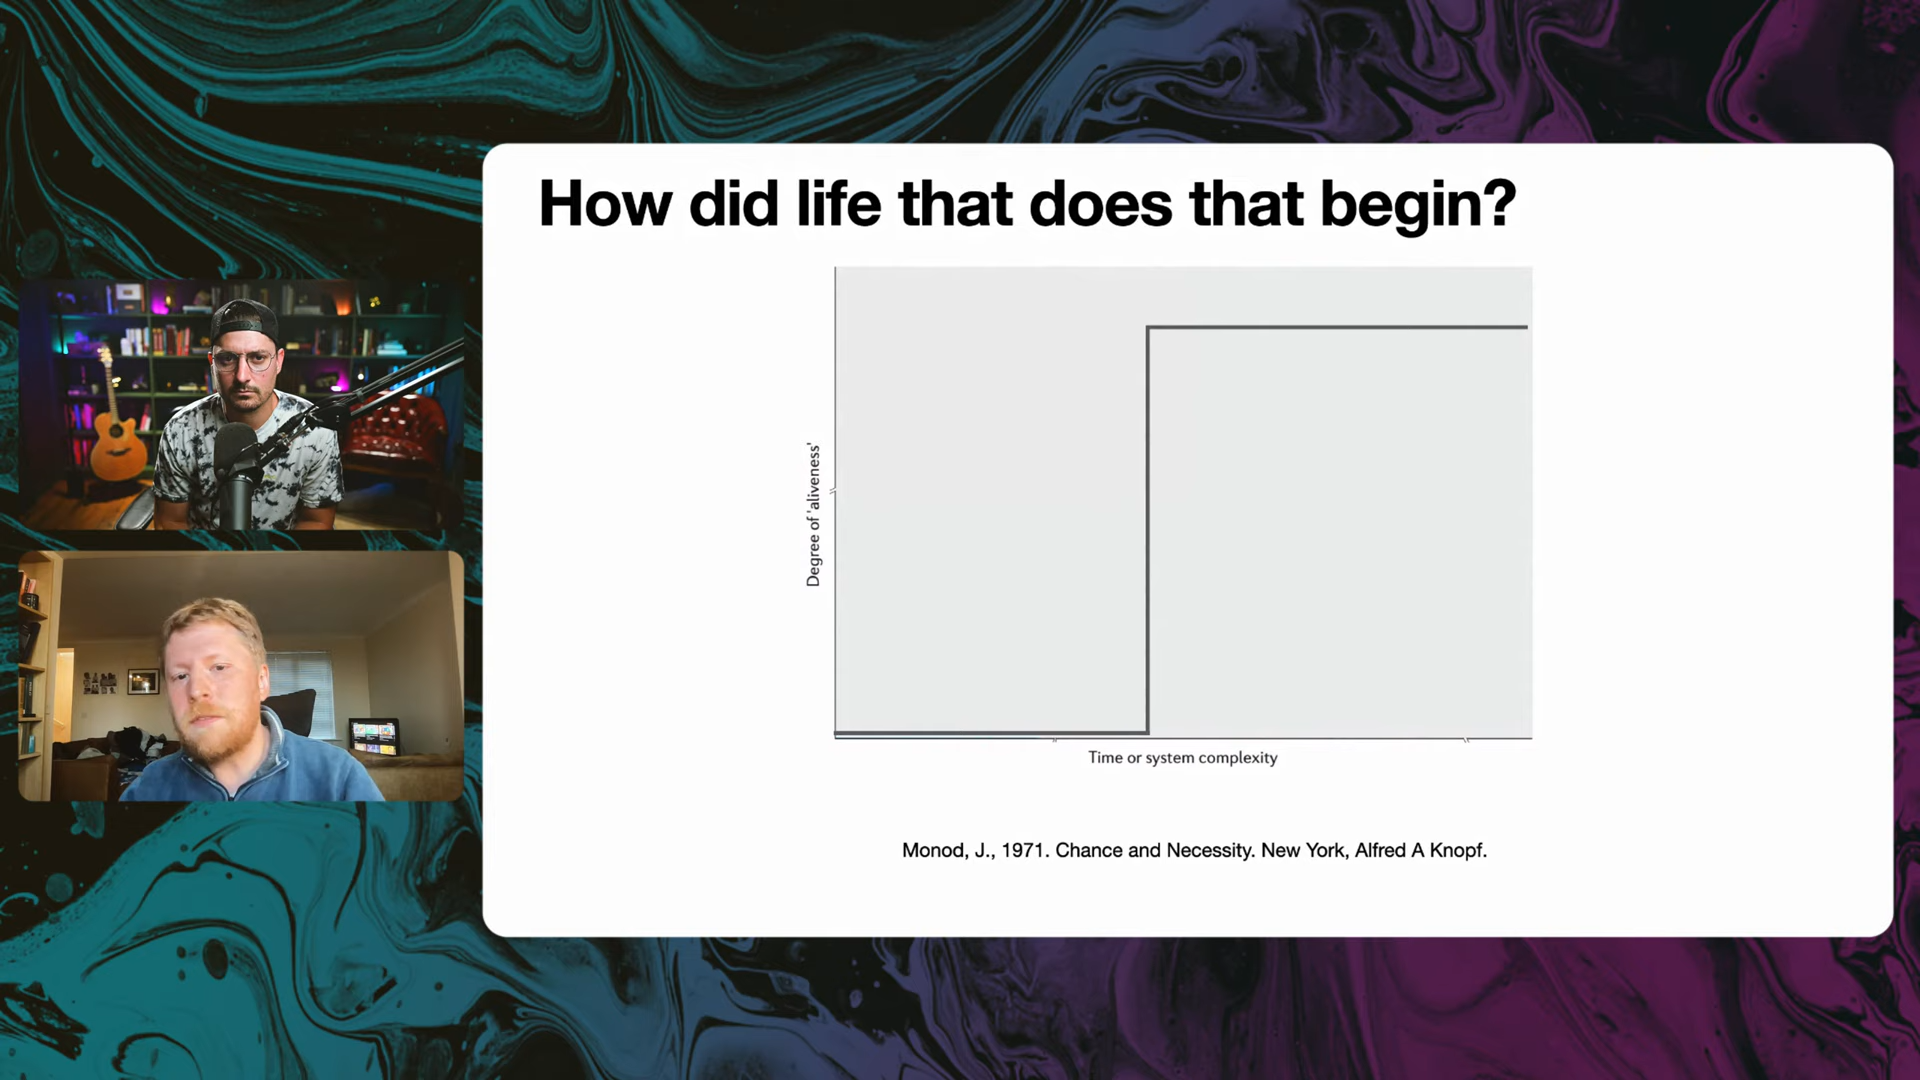 How did life that does that begin?
Degree of 'aliveness'
Time or system complexity
Monod, J., 1971. Chance and Necessity. New York, Alfred A Knopf.